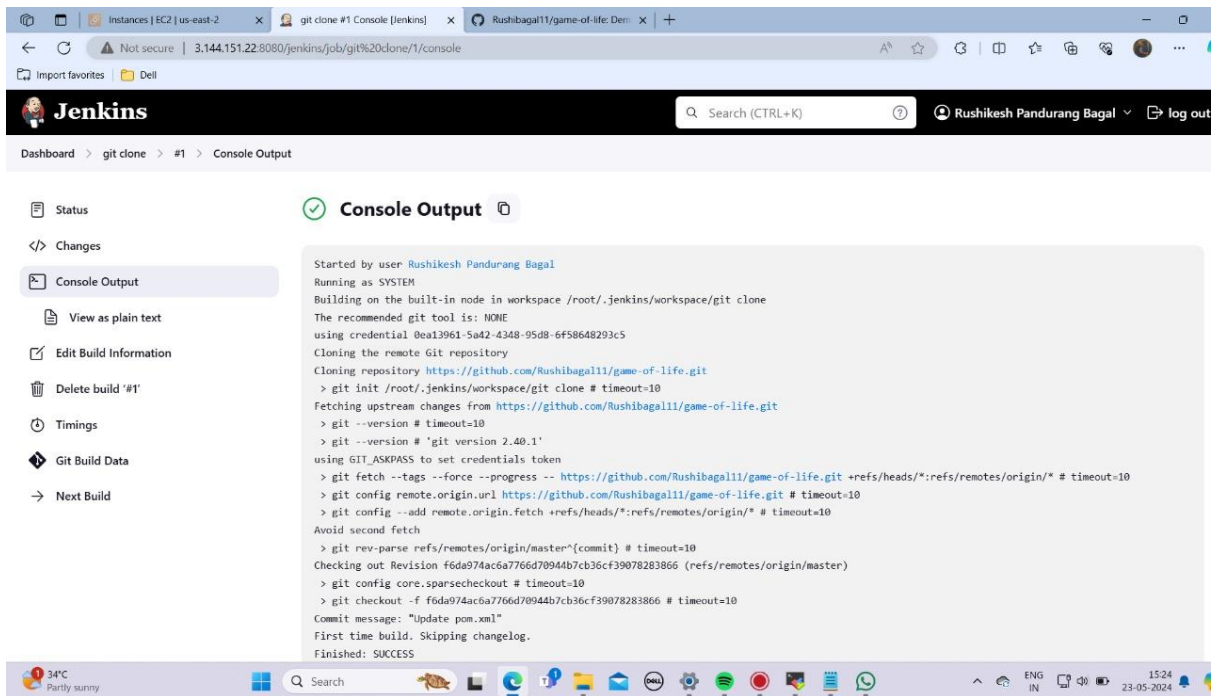 Instances | EC2 | us-east-2
git clone #1 Console [Jenkins]
Rushibagal11/game-of-life: Dem
Not secure | 3.144.151.22:8080/jenkins/job/git%20clone/1/console
Import favorites
Dell
Jenkins
Search (CTRL+K)
Rushikesh Pandurang Bagal
log out
Dashboard > git clone > #1 > Console Output
Status
Changes
Console Output
View as plain text
Edit Build Information
Delete build '#1'
Timings
Git Build Data
Next Build
Console Output
Started by user Rushikesh Pandurang Bagal
Running as SYSTEM
Building on the built-in node in workspace /root/.jenkins/workspace/git clone
The recommended git tool is: NONE
using credential 0ea13961-5a42-4348-95d8-6f58648293c5
Cloning the remote Git repository
Cloning repository https://github.com/Rushibagal11/game-of-life.git
> git init /root/.jenkins/workspace/git clone # timeout=10
Fetching upstream changes from https://github.com/Rushibagal11/game-of-life.git
> git --version # timeout=10
> git --version # 'git version 2.40.1'
using GIT_ASKPASS to set credentials token
> git fetch --tags --force --progress -- https://github.com/Rushibagal11/game-of-life.git +refs/heads/*:refs/remotes/origin/* # timeout=10
> git config remote.origin.url https://github.com/Rushibagal11/game-of-life.git # timeout=10
> git config --add remote.origin.fetch +refs/heads/*:refs/remotes/origin/* # timeout=10
Avoid second fetch
> git rev-parse refs/remotes/origin/master^{commit} # timeout=10
Checking out Revision f6da974ac6a7766d70944b7cb36cf39078283866 (refs/remotes/origin/master)
> git config core.sparsecheckout # timeout=10
> git checkout -f f6da974ac6a7766d70944b7cb36cf39078283866 # timeout=10
Commit message: "Update pom.xml"
First time build. Skipping changelog.
Finished: SUCCESS
1
34°C
Partly sunny
Search
DELL
ENG
IN
15:24
23-05-2024